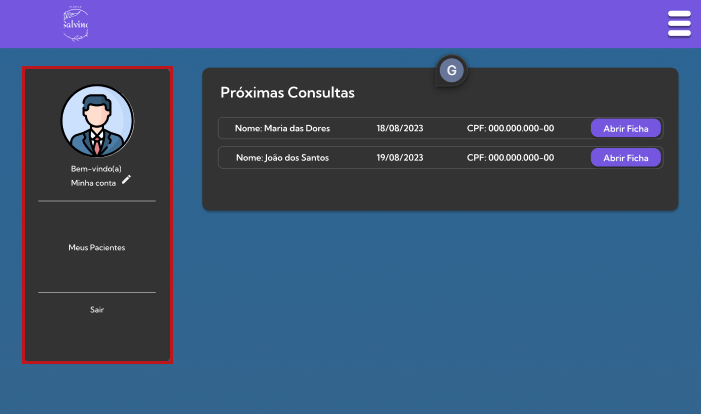 Salvino
G
Próximas Consultas
Nome: Maria das Dores 18/08/2023 CPF: 000.000.000-00 Abrir Ficha
Nome: João dos Santos 19/08/2023 CPF: 000.000.000-00 Abrir Ficha
Bem-vindo(a)
Minha conta
Meus Pacientes
Sair